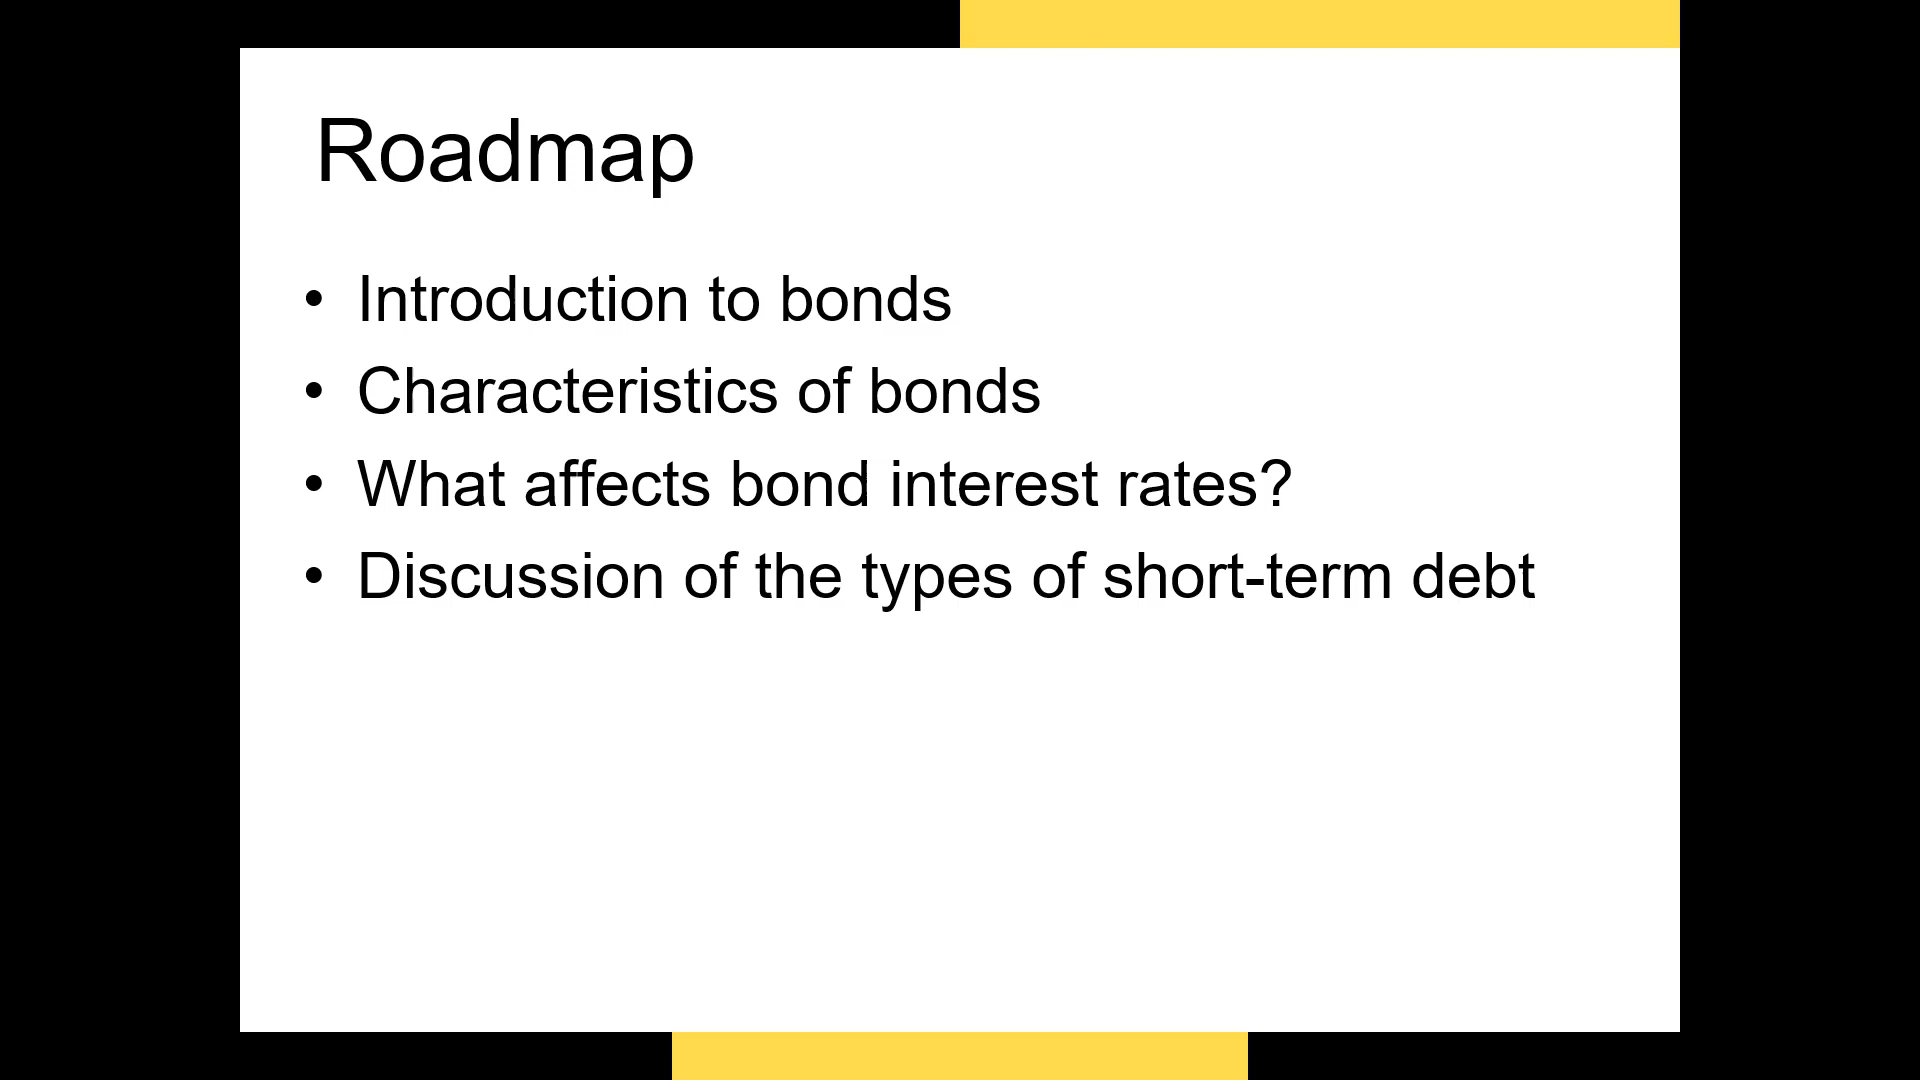 Roadmap
• Introduction to bonds
• Characteristics of bonds
• What affects bond interest rates?
• Discussion of the types of short-term debt